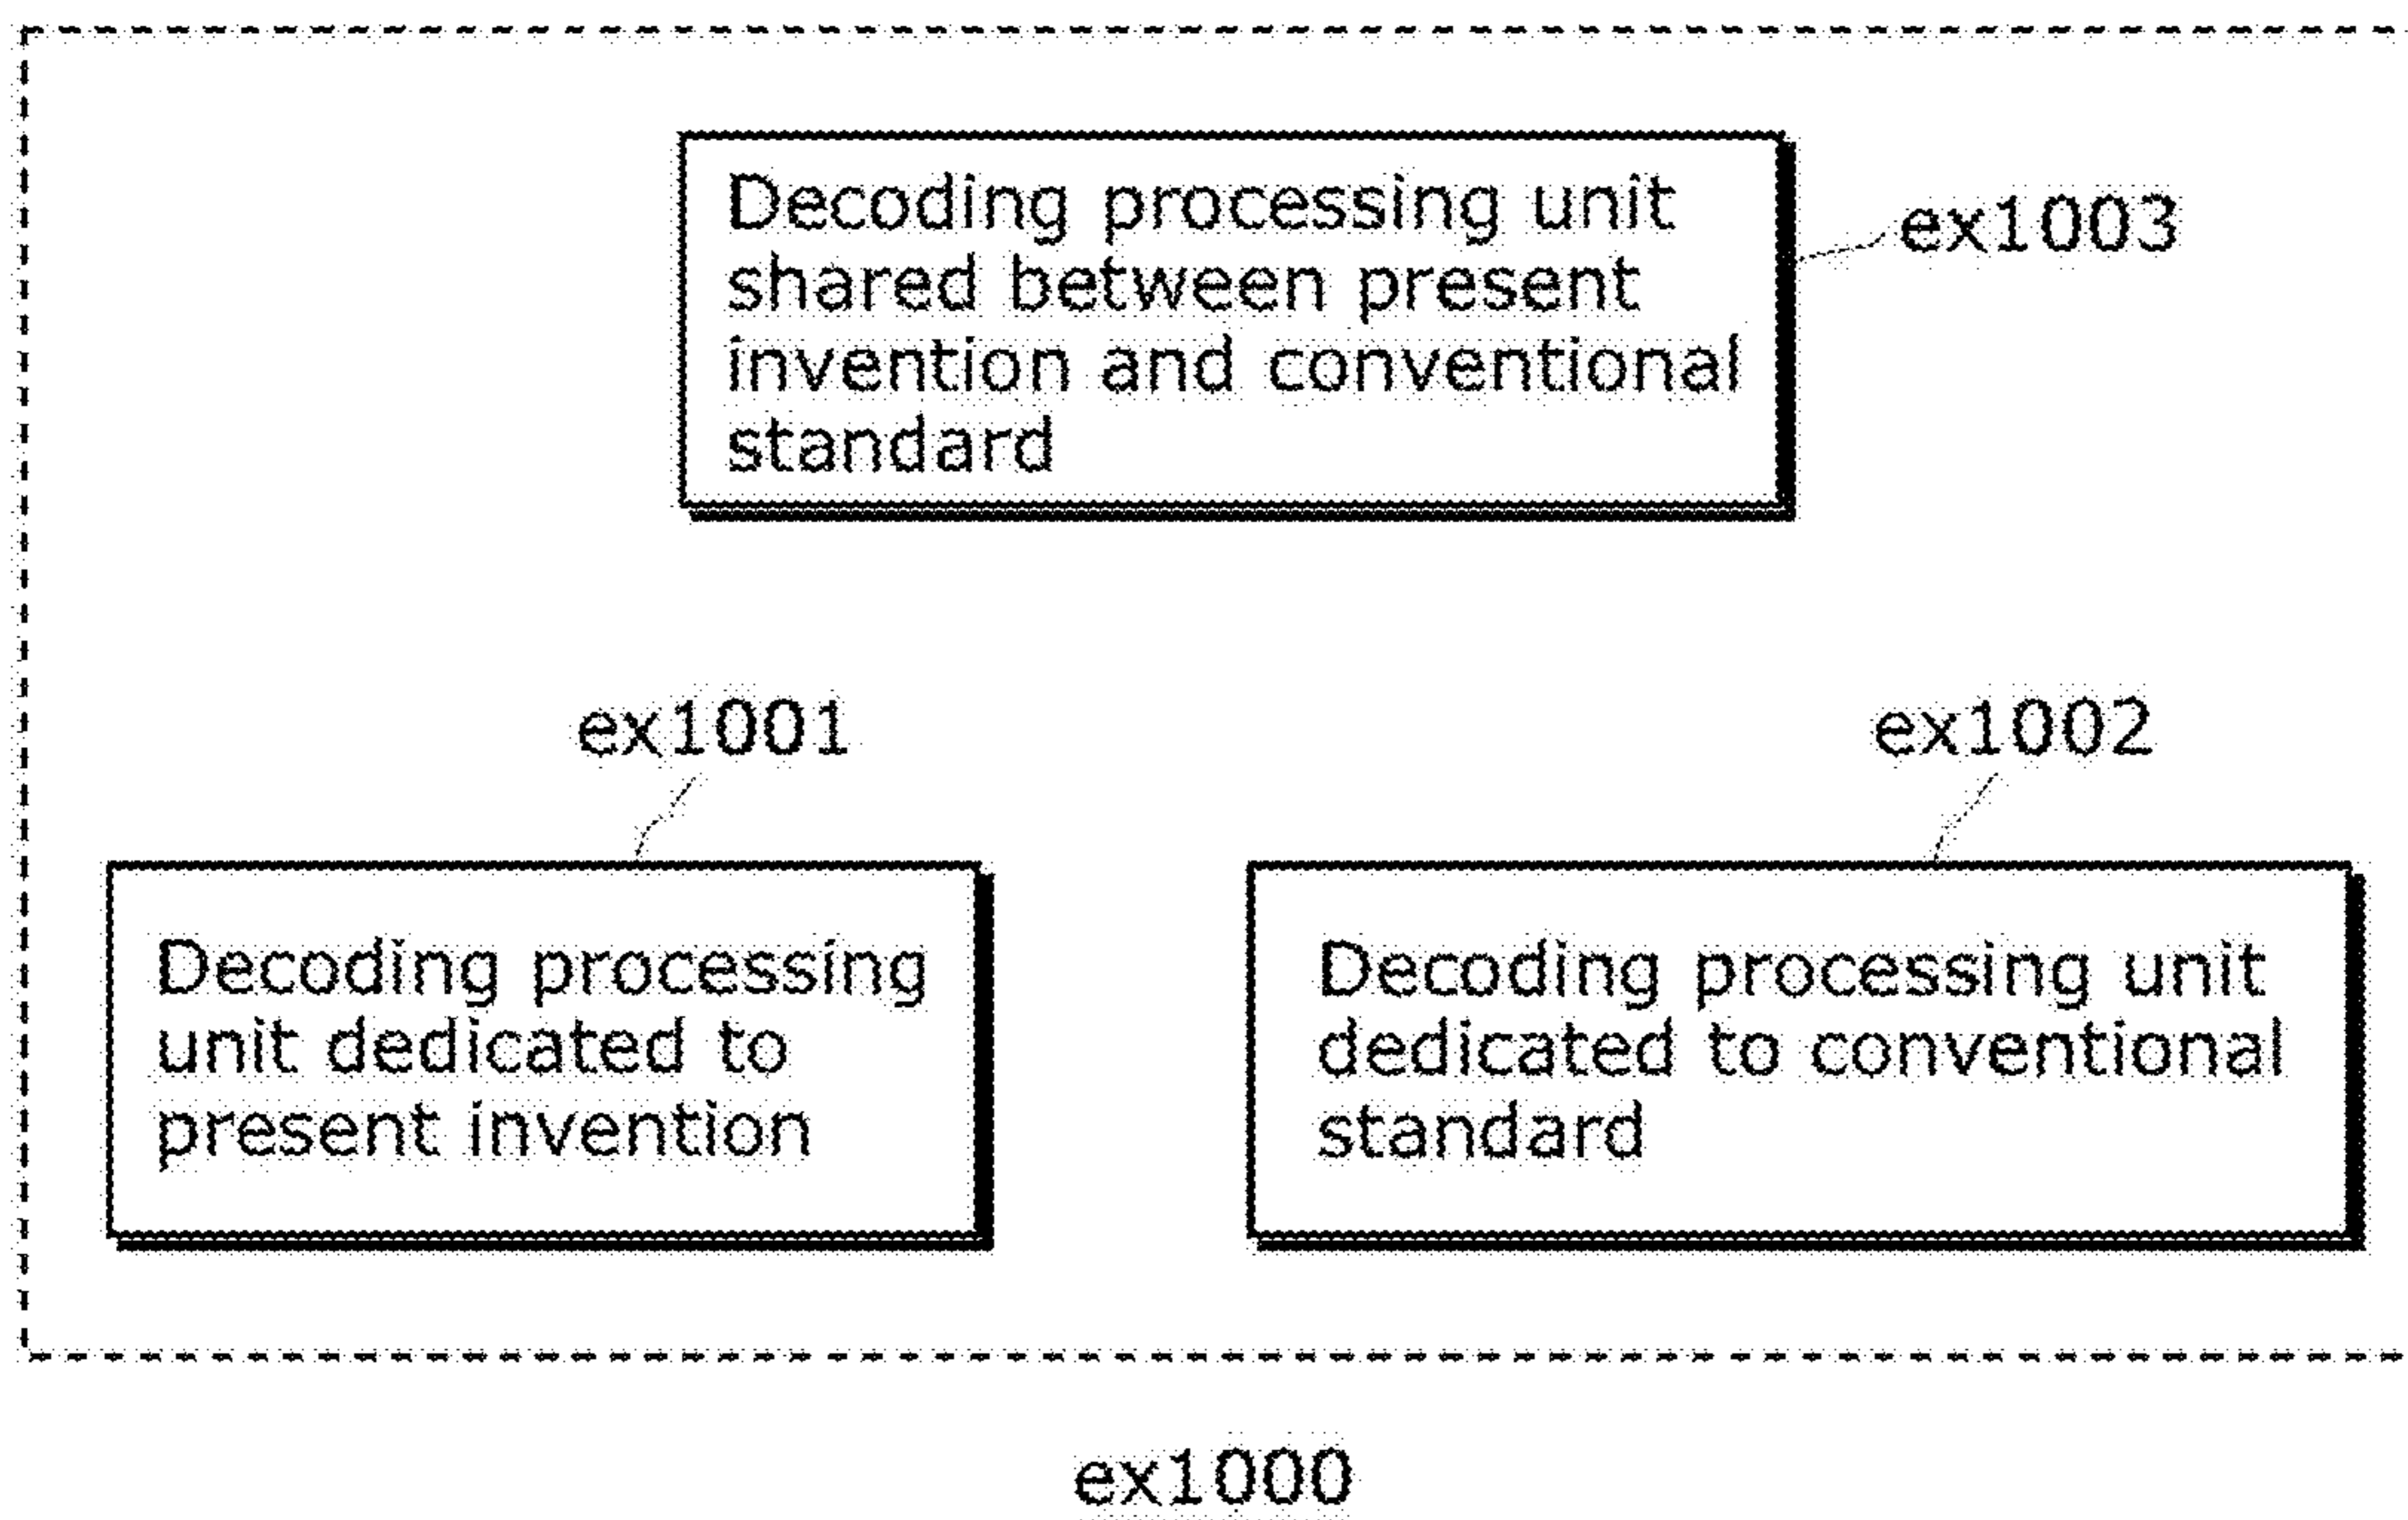 Decoding processing unit
shared between present
invention and conventional
standard
ex1003
ex1001
ex1002
Decoding processing
unit dedicated to
present invention
Decoding processing unit
dedicated to conventional
standard
ex1000